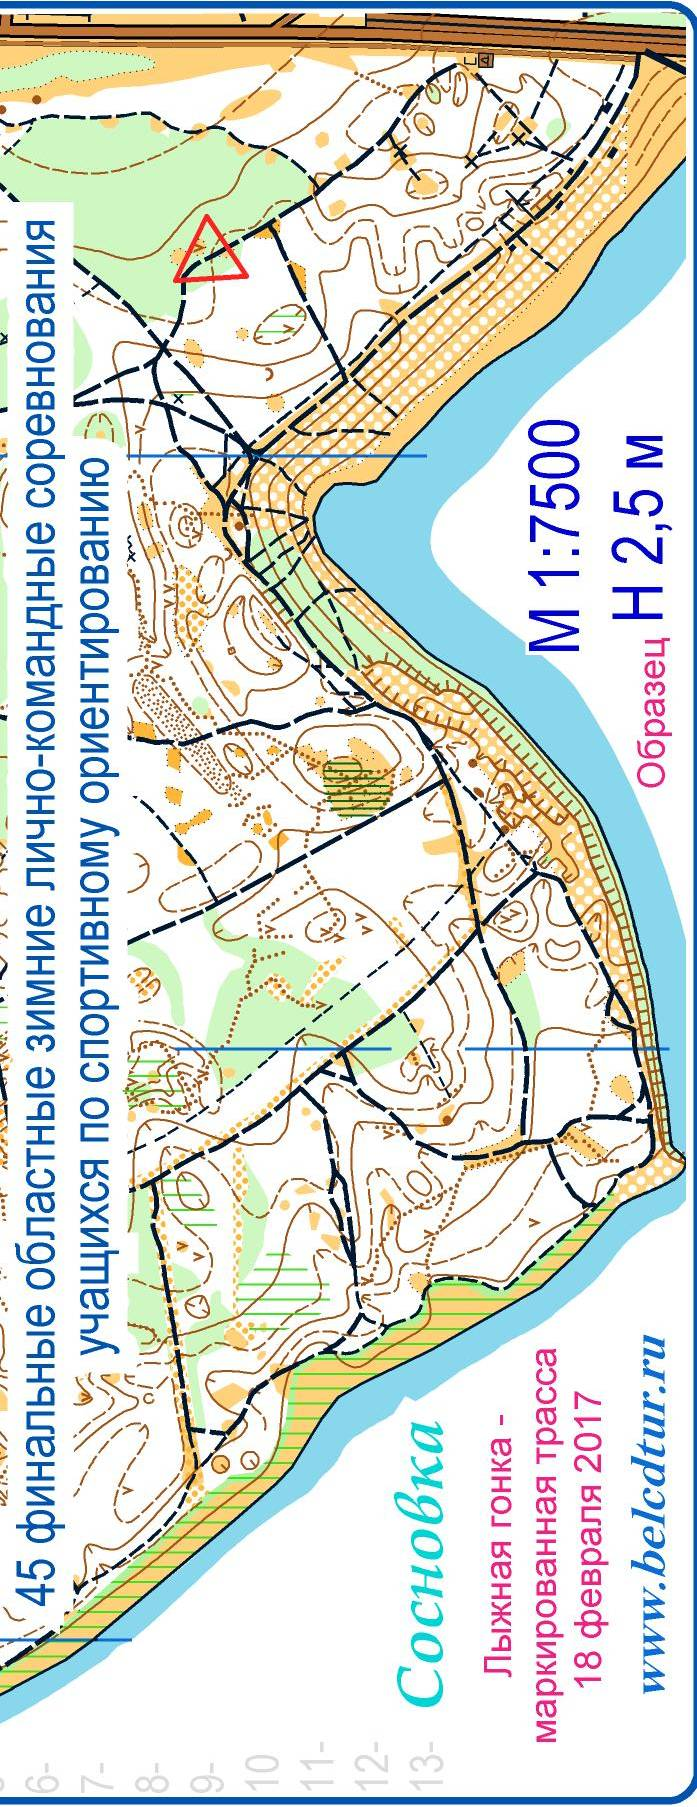 45 финальные областные зимние лично-командные соревнования
учащихся по спортивному ориентированию
М 1:7500
Н 2,5 м
Образец
Сосновка
Лыжная гонка -
маркированная трасса
18 февраля 2017
www.belcdtur.ru
6-
7-
8-
9-
10
11-
12-
13-